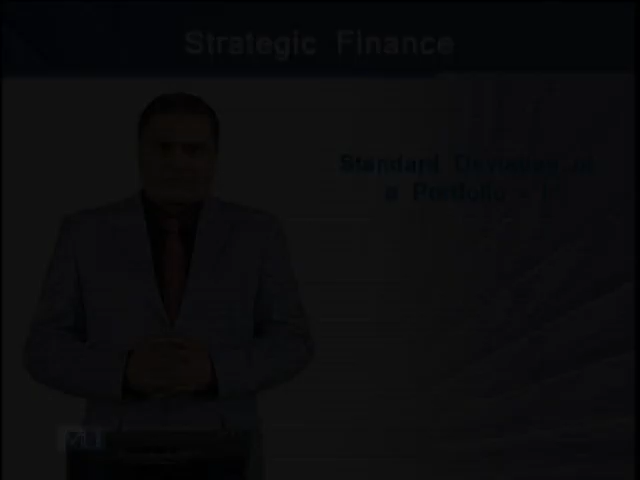 Strategic Finance
Standard Deviation of
a Portfolio -